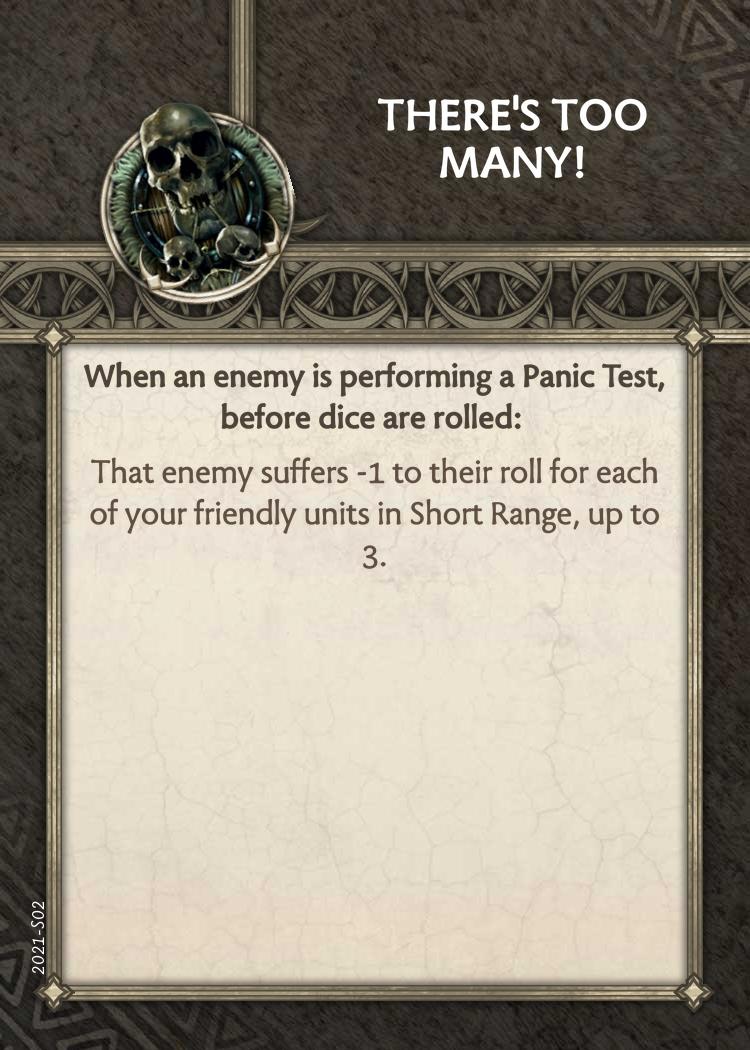 THERE'S TOO
MANY!
When an enemy is performing a Panic Test,
before dice are rolled:
That enemy suffers -1 to their roll for each
of your friendly units in Short Range, up to
3.
2021-S02